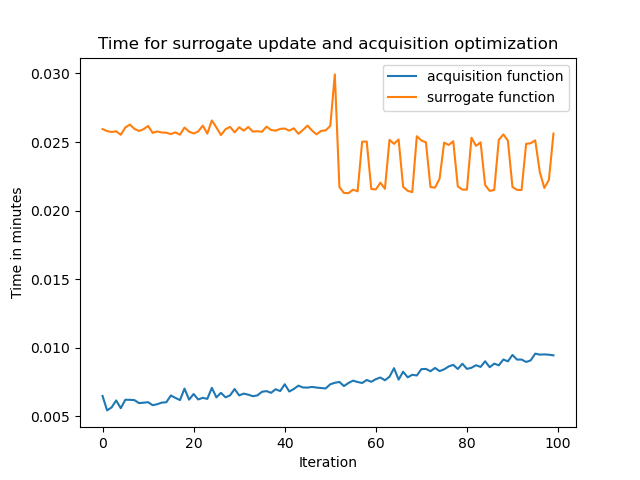 Time for surrogate update and acquisition optimization
acquisition function
surrogate function
0.030
0.025
0.020
0.015
0.010
0.005
Time in minutes
0 20 40 60 80 100
Iteration